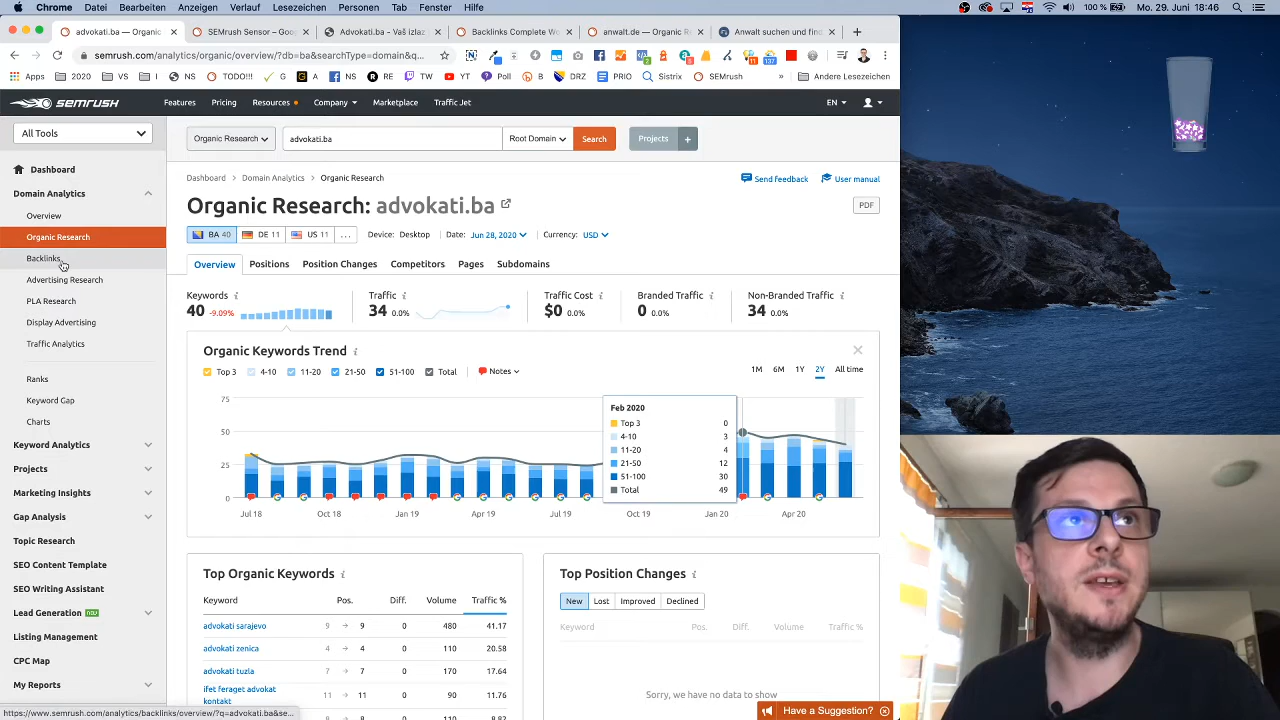 Chrome Datei Bearbeiten Anzeigen Verlauf Lesezeichen Personen Tab Fenster Hilfe
100 % Mo. 29. Juni 18:46
advokati.ba — Organic
SEmrush Sensor – Goo
Advokati.ba - Vaš izlaz
Backlinks Complete Wo
anwalt.de — Organic R
Anwalt suchen und find
semrush.com/analytics/organic/overview/?db=ba&searchType=domain&q...
Apps 2020 VS I NS TODO!!! AG NS RE TW YT Poll B DRZ PRIO Sistrix SEMrush » Andere Lesezeichen
SEMRUSH
Features Pricing Resources Company Marketplace Traffic Jet EN
All Tools
Organic Research advokati.ba Root Domain Search Projects +
Dashboard
Domain Analytics
Overview
Organic Research
Backlinks
Advertising Research
PLA Research
Display Advertising
Traffic Analytics
Ranks
Keyword Gap
Charts
Keyword Analytics
Projects
Marketing Insights
Gap Analysis
Topic Research
SEO Content Template
SEO Writing Assistant
Lead Generation
Listing Management
CPC Map
My Reports
Dashboard > Domain Analytics > Organic Research
Send feedback User manual
Organic Research: advokati.ba
PDF
BA 40 DE 11 US 11 ... Device: Desktop Date: Jun 28, 2020 Currency: USD
Overview Positions Position Changes Competitors Pages Subdomains
Keywords i
40 -9.09%
Traffic i
34 0.0%
Traffic Cost i
$0 0.0%
Branded Traffic i
0 0.0%
Non-Branded Traffic i
34 0.0%
Organic Keywords Trend i
Top 3 4-10 11-20 21-50 51-100 Total Notes
1M 6M 1Y 2Y All time
75
50
25
0
Feb 2020
Top 3 0
4-10 3
11-20 4
21-50 12
51-100 30
Total 49
Jul 18 Oct 18 Jan 19 Apr 19 Jul 19 Oct 19 Jan 20 Apr 20
Top Organic Keywords i
Keyword Pos. Diff. Volume Traffic %
advokati sarajevo 9 → 9 0 480 41.17
advokati zenica 4 → 4 0 110 20.58
advokati tuzla 7 → 7 0 170 17.64
ifet feraget advokat
kontakt 11 → 11 0 90 11.76
Top Position Changes i
New Lost Improved Declined
Keyword Pos. Diff. Volume Traffic %
Sorry, we have no data to show
https://www.semrush.com/analytics/backlinks/overview/?q=advokati.ba&se...
Have a Suggestion?